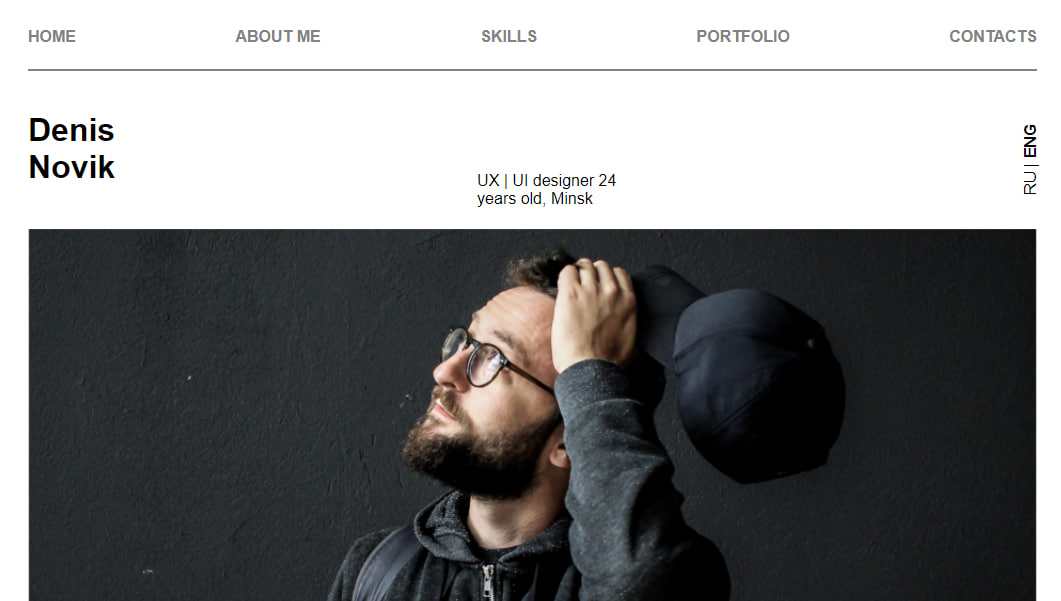 HOME ABOUT ME SKILLS PORTFOLIO CONTACTS
Denis
Novik
UX | UI designer 24
years old, Minsk
RU | ENG